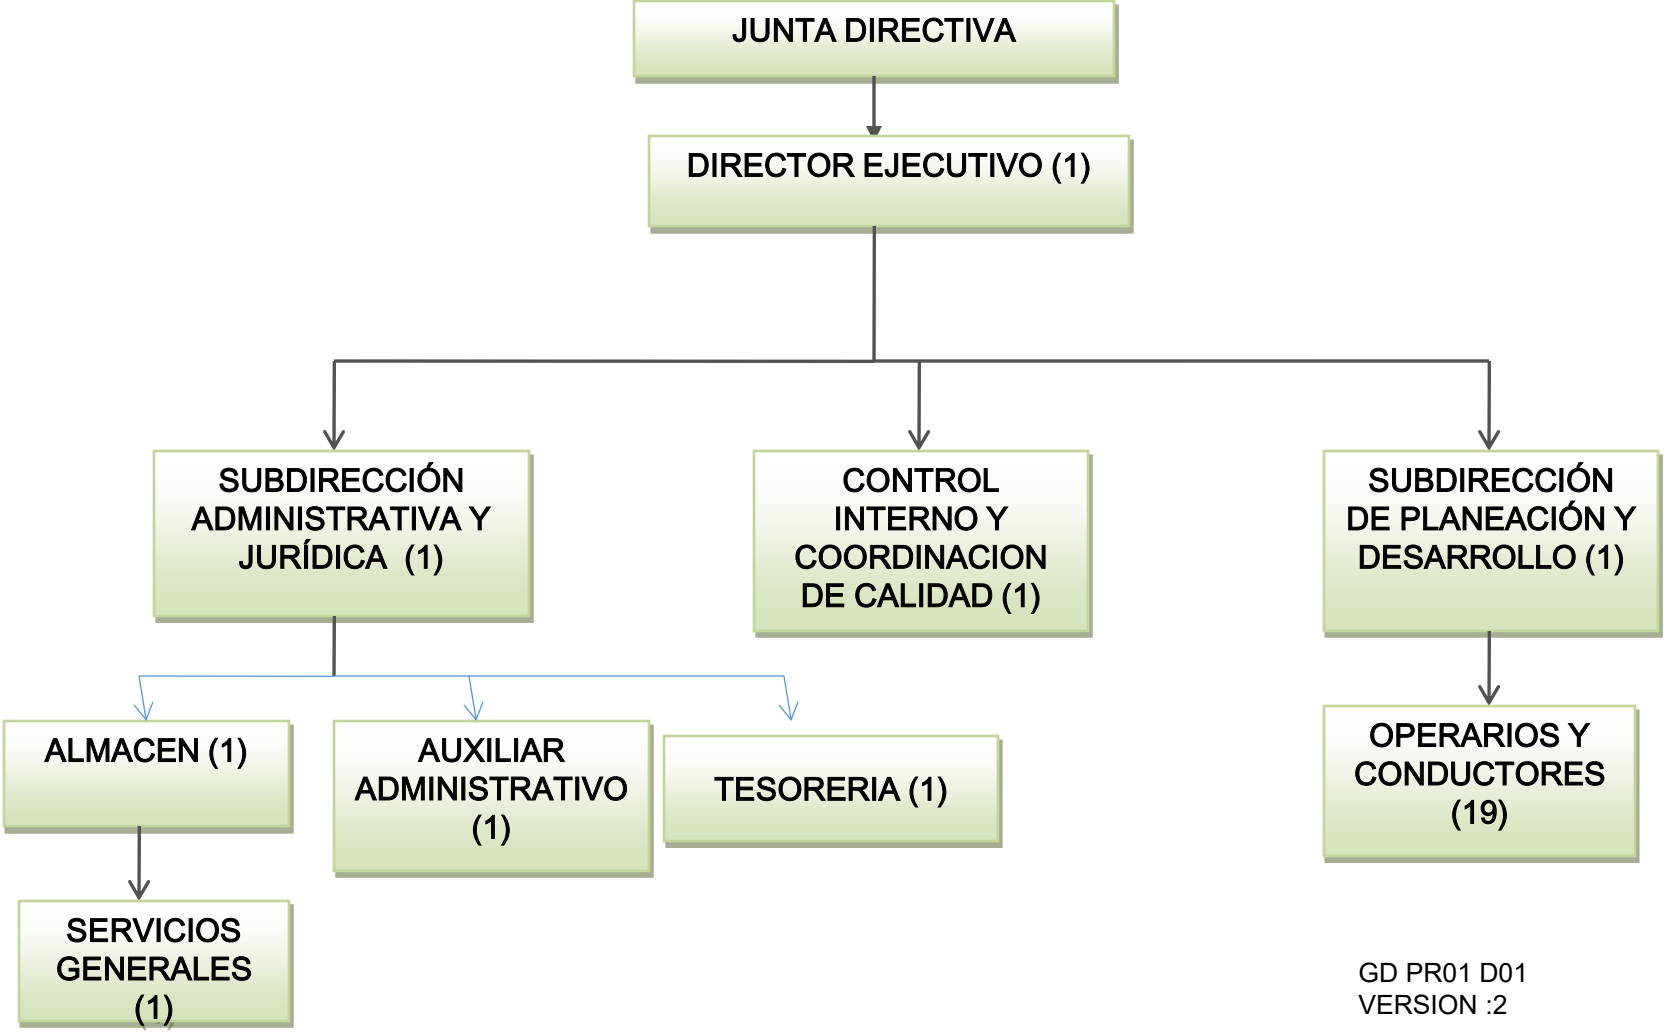 JUNTA DIRECTIVA
DIRECTOR EJECUTIVO (1)
SUBDIRECCIÓN
ADMINISTRATIVA Y
JURÍDICA (1)
CONTROL
INTERNO Y
COORDINACION
DE CALIDAD (1)
SUBDIRECCIÓN
DE PLANEACIÓN Y
DESARROLLO (1)
ALMACEN (1)
AUXILIAR
ADMINISTRATIVO
(1)
TESORERIA (1)
OPERARIOS Y
CONDUCTORES
(19)
SERVICIOS
GENERALES
(1)
GD PR01 D01
VERSION :2